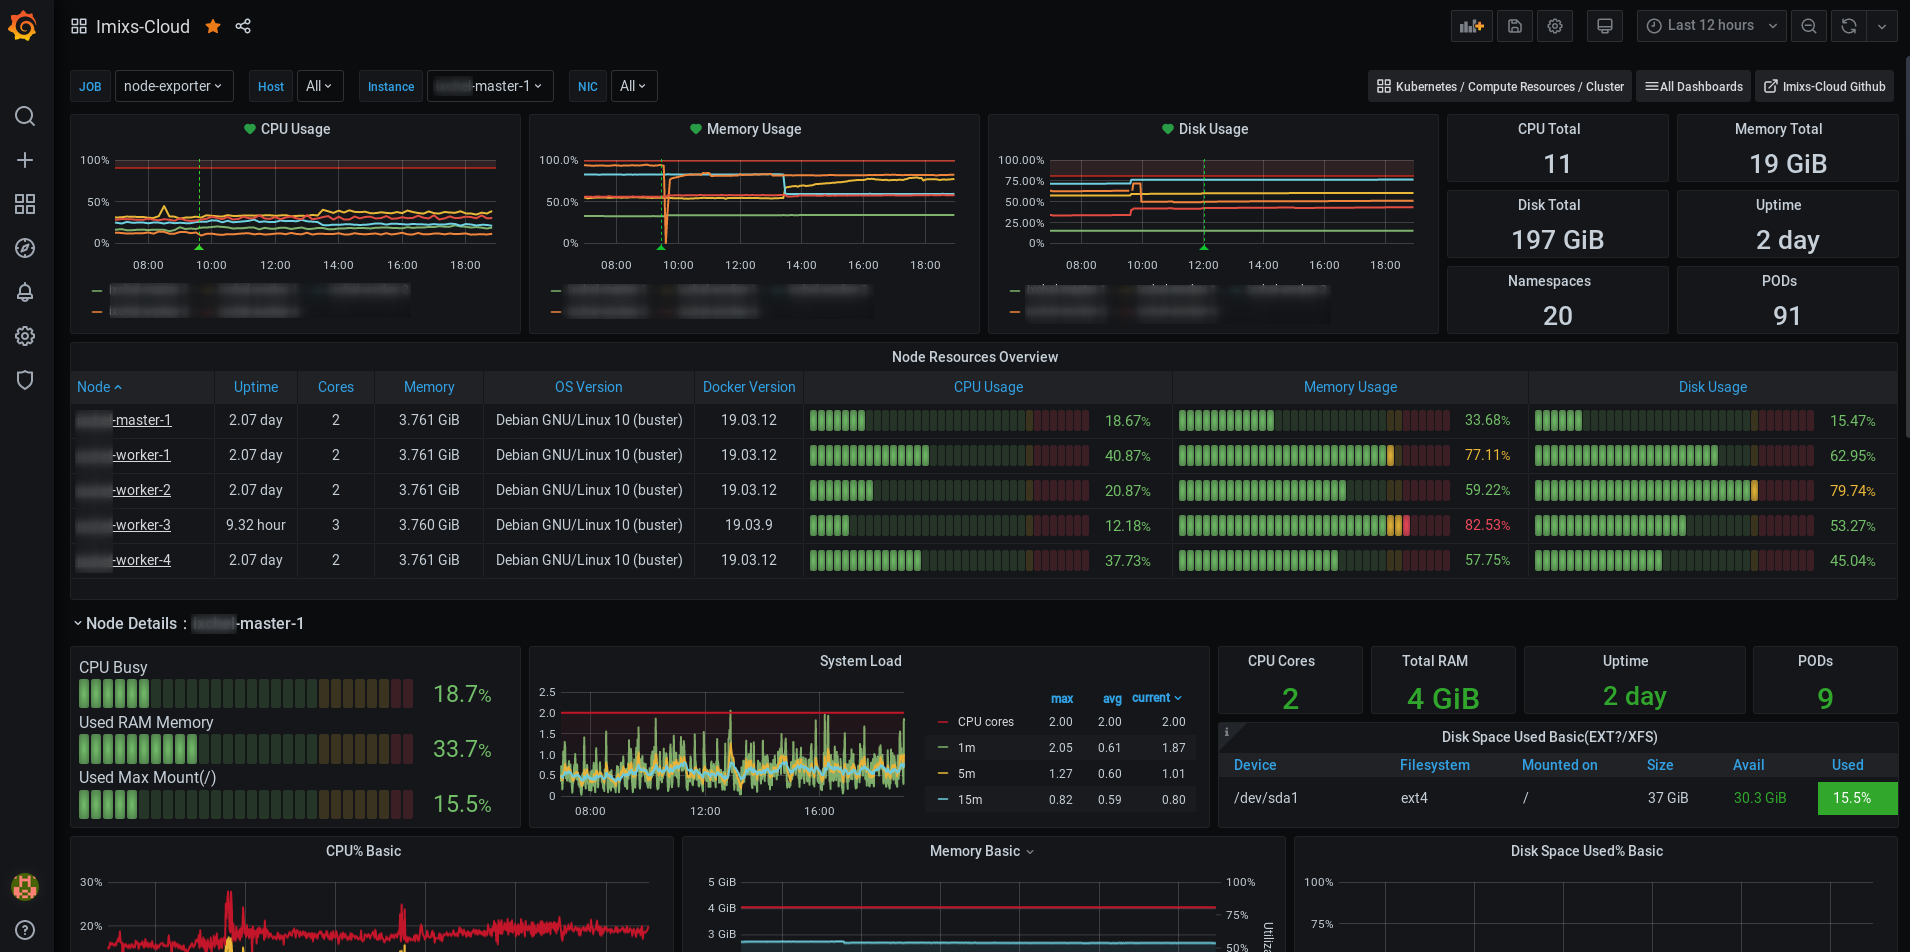 Imixs-Cloud
Last 12 hours
JOB node-exporter Host All Instance -master-1 NIC All
Kubernetes / Compute Resources / Cluster All Dashboards Imixs-Cloud Github
CPU Usage
100%
50%
0%
08:00 10:00 12:00 14:00 16:00 18:00
Memory Usage
100.0%
50.0%
0%
08:00 10:00 12:00 14:00 16:00 18:00
Disk Usage
100.00%
75.00%
50.00%
25.00%
0%
08:00 10:00 12:00 14:00 16:00 18:00
CPU Total
11
Memory Total
19 GiB
Disk Total
197 GiB
Uptime
2 day
Namespaces
20
PODs
91
Node Resources Overview
Node Uptime Cores Memory OS Version Docker Version CPU Usage Memory Usage Disk Usage
-master-1 2.07 day 2 3.761 GiB Debian GNU/Linux 10 (buster) 19.03.12 18.67% 33.68% 15.47%
-worker-1 2.07 day 2 3.761 GiB Debian GNU/Linux 10 (buster) 19.03.12 40.87% 77.11% 62.95%
-worker-2 2.07 day 2 3.761 GiB Debian GNU/Linux 10 (buster) 19.03.12 20.87% 59.22% 79.74%
-worker-3 9.32 hour 3 3.760 GiB Debian GNU/Linux 10 (buster) 19.03.9 12.18% 82.53% 53.27%
-worker-4 2.07 day 2 3.761 GiB Debian GNU/Linux 10 (buster) 19.03.12 37.73% 57.75% 45.04%
Node Details : -master-1
CPU Busy
18.7%
Used RAM Memory
33.7%
Used Max Mount(/)
15.5%
System Load
2.5
2.0
1.5
1.0
0.5
0
08:00 12:00 16:00
max avg current
CPU cores 2.00 2.00 2.00
1m 2.05 0.61 1.87
5m 1.27 0.60 1.01
15m 0.82 0.59 0.80
CPU Cores
2
Total RAM
4 GiB
Uptime
2 day
PODs
9
i
Disk Space Used Basic(EXT?/XFS)
Device Filesystem Mounted on Size Avail Used
/dev/sda1 ext4 / 37 GiB 30.3 GiB 15.5%
CPU% Basic
30%
20%
Memory Basic
5 GiB
4 GiB
3 GiB
100%
75%
50%
Disk Space Used% Basic
100%
75%
?